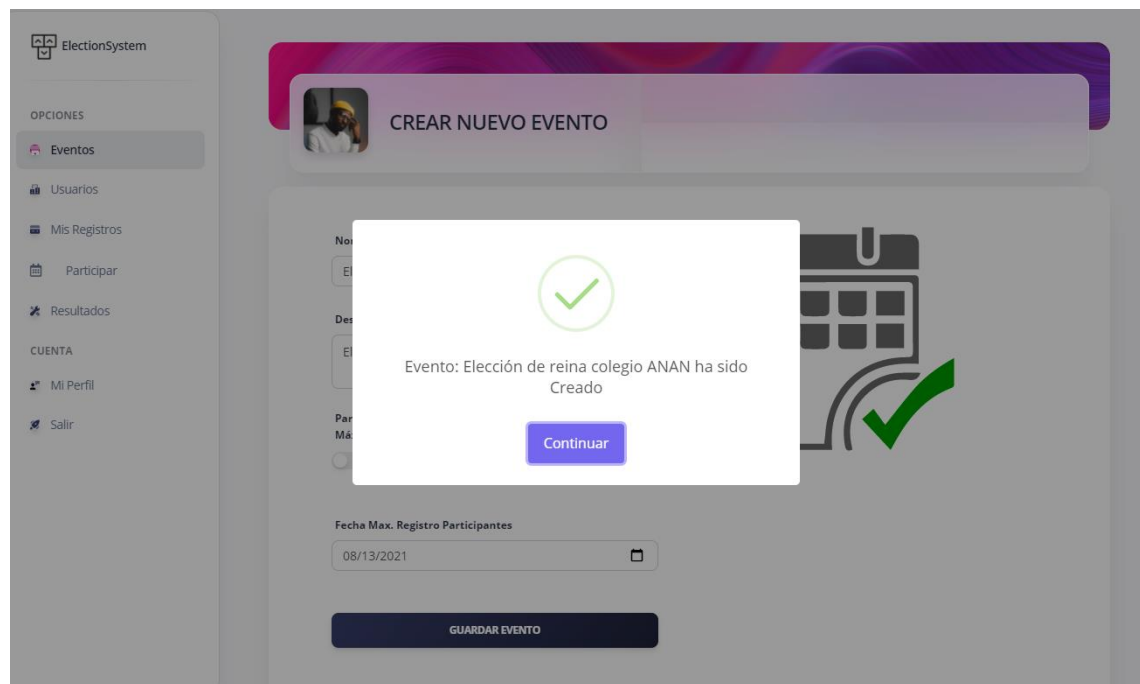 ElectionSystem
OPCIONES
Eventos
Usuarios
Mis Registros
Participar
Resultados
CUENTA
Mi Perfil
Salir
CREAR NUEVO EVENTO
Evento: Elección de reina colegio ANAN ha sido
Creado
Continuar
Fecha Max. Registro Participantes
08/13/2021
GUARDAR EVENTO